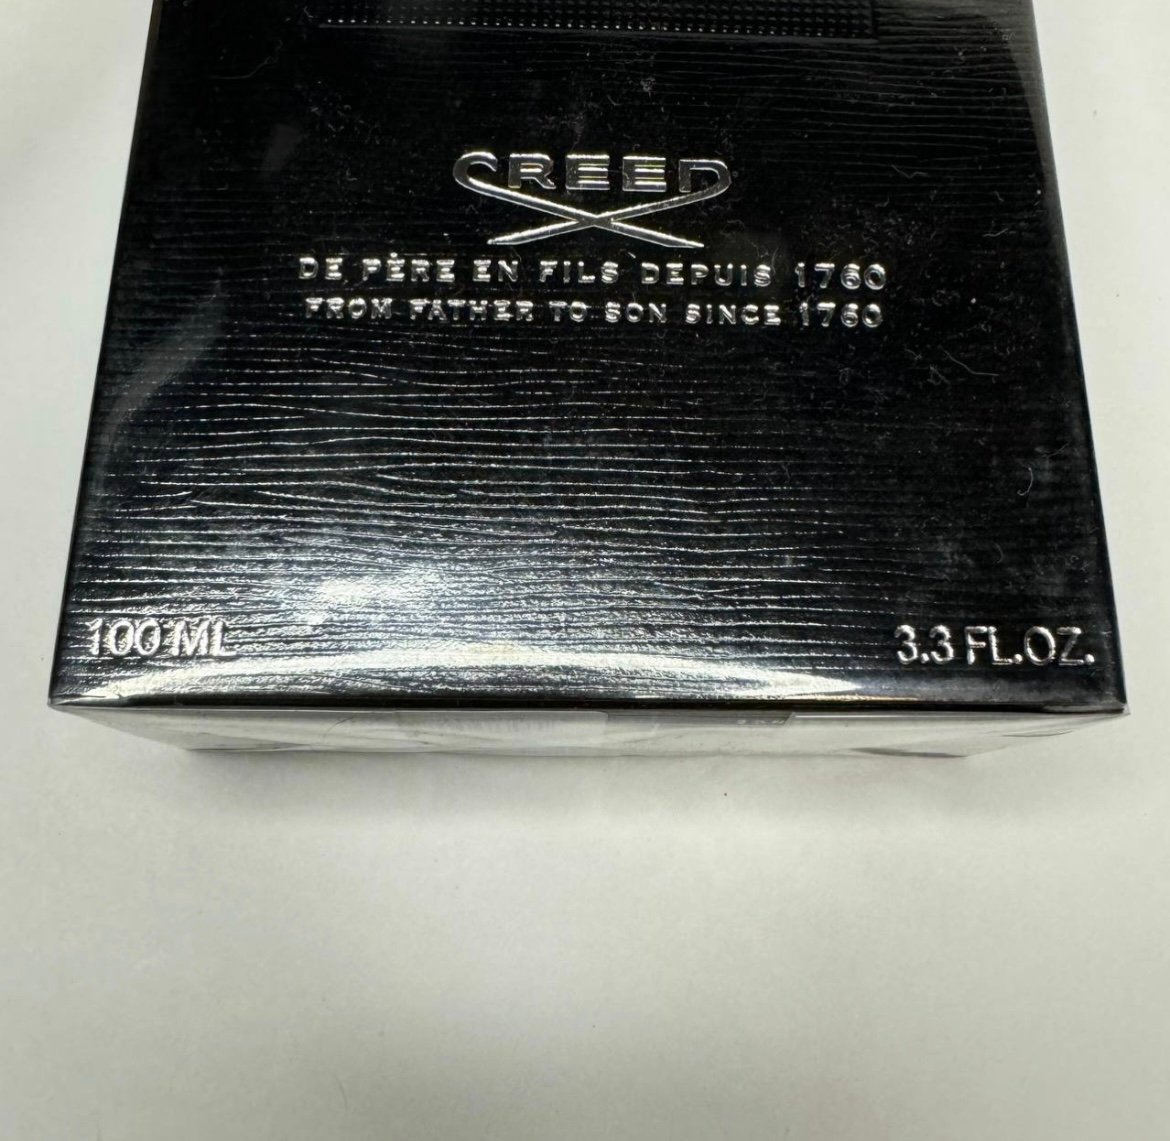 CREED
DE PÈRE EN FILS DEPUIS 1760
FROM FATHER TO SON SINCE 1760
100 ML
3.3 FL.OZ.